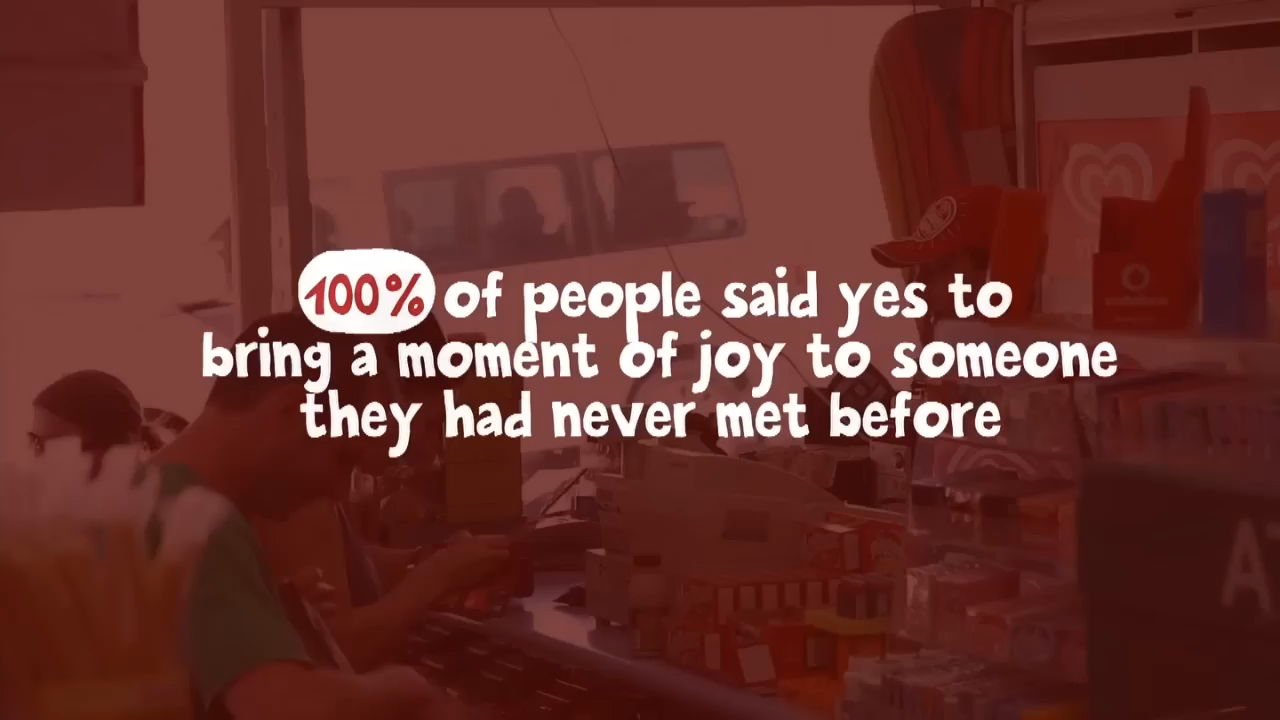 100% of people said yes to
bring a moment of joy to someone
they had never met before